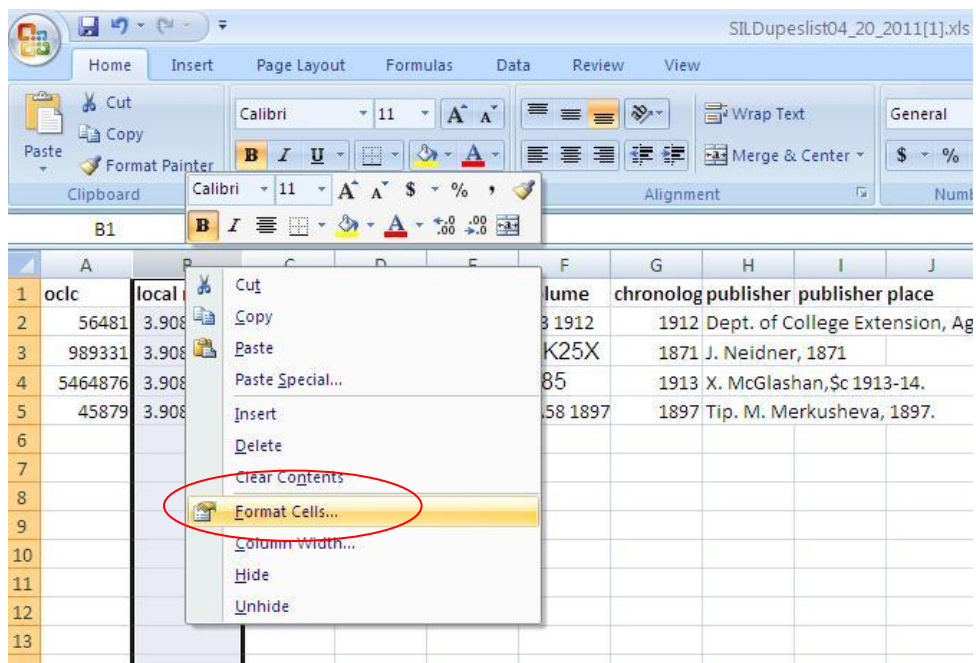 SILDupeslist04_20_2011[1].xls
Home Insert Page Layout Formulas Data Review View
Cut
Copy
Paste
Format Painter
Clipboard
Calibri 11 A A
B I U A
Wrap Text
Merge & Center
Alignment
General
$ %
Calibri 11 A A $ % ,
B I A .00 .0
B1
A F G H I J
1 oclc local chronolog publisher publisher place
2 56481 3.908 1912 1912 Dept. of College Extension, Ag
3 989331 3.908 K25X 1871 J. Neidner, 1871
4 5464876 3.908 85 1913 X. McGlashan,$c 1913-14.
5 45879 3.908 .58 1897 1897 Tip. M. Merkusheva, 1897.
6
7
8
9
10
11
12
13
Cut
Copy
Paste
Paste Special...
Insert
Delete
Clear Contents
Format Cells...
Column Width...
Hide
Unhide